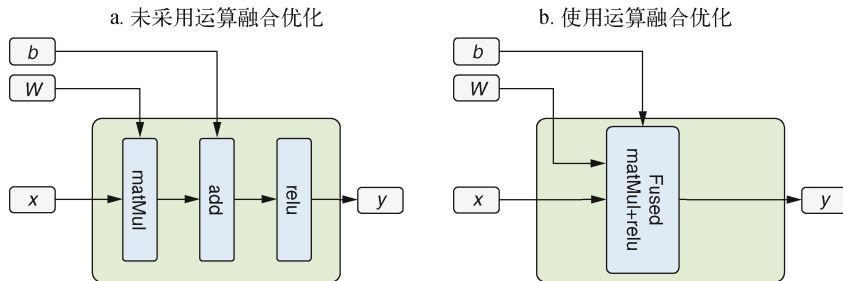 a. 未采用运算融合优化
b
W
x
matMul
add
relu
y
b. 使用运算融合优化
b
W
x
Fused
matMul+relu
y